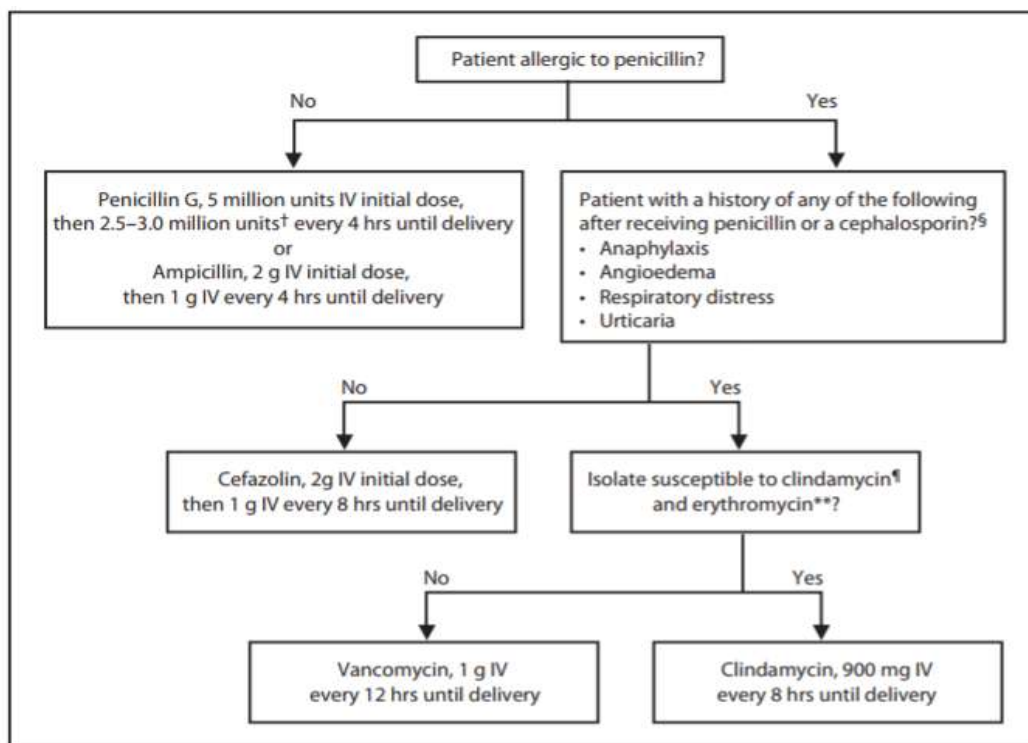 Patient allergic to penicillin?
No
Yes
Penicillin G, 5 million units IV initial dose,
then 2.5–3.0 million units† every 4 hrs until delivery
or
Ampicillin, 2 g IV initial dose,
then 1 g IV every 4 hrs until delivery
Patient with a history of any of the following
after receiving penicillin or a cephalosporin?§
• Anaphylaxis
• Angioedema
• Respiratory distress
• Urticaria
No
Yes
Cefazolin, 2g IV initial dose,
then 1 g IV every 8 hrs until delivery
Isolate susceptible to clindamycin¶
and erythromycin**?
No
Yes
Vancomycin, 1 g IV
every 12 hrs until delivery
Clindamycin, 900 mg IV
every 8 hrs until delivery